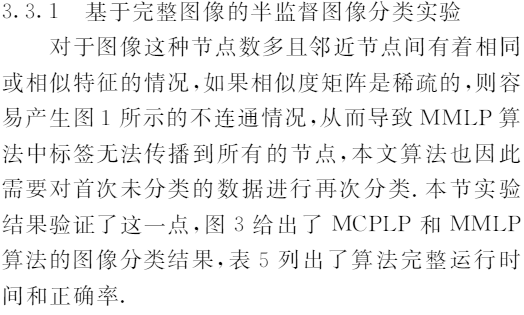 3.3.1 基于完整图像的半监督图像分类实验
对于图像这种节点数多且邻近节点间有着相同
或相似特征的情况,如果相似度矩阵是稀疏的,则容
易产生图1所示的不连通情况,从而导致MMLP算
法中标签无法传播到所有的节点,本文算法也因此
需要对首次未分类的数据进行再次分类.本节实验
结果验证了这一点,图3给出了MCPLP和MMLP
算法的图像分类结果,表5列出了算法完整运行时
间和正确率.